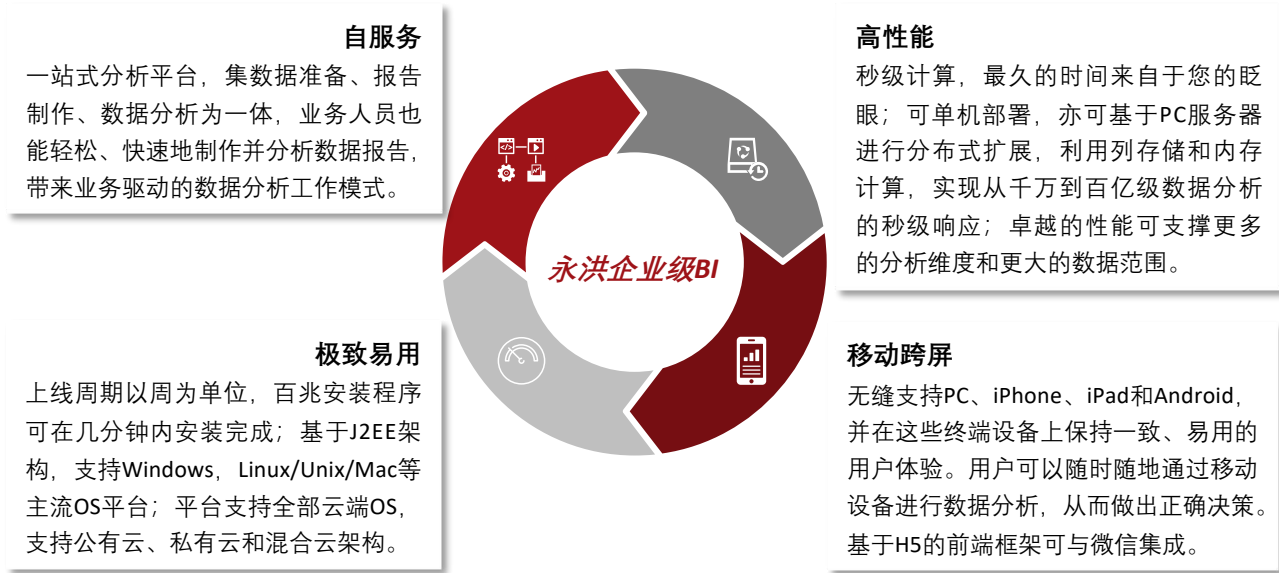 自服务
一站式分析平台，集数据准备、报告
制作、数据分析为一体，业务人员也
能轻松、快速地制作并分析数据报告，
带来业务驱动的数据分析工作模式。
高性能
秒级计算，最久的时间来自于您的眨
眼；可单机部署，亦可基于PC服务器
进行分布式扩展，利用列存储和内存
计算，实现从千万到百亿级数据分析
的秒级响应；卓越的性能可支撑更多
的分析维度和更大的数据范围。
永洪企业级BI
极致易用
上线周期以周为单位，百兆安装程序
可在几分钟内安装完成；基于J2EE架
构，支持Windows，Linux/Unix/Mac等
主流OS平台；平台支持全部云端OS，
支持公有云、私有云和混合云架构。
移动跨屏
无缝支持PC、iPhone、iPad和Android，
并在这些终端设备上保持一致、易用的
用户体验。用户可以随时随地通过移动
设备进行数据分析，从而做出正确决策。
基于H5的前端框架可与微信集成。